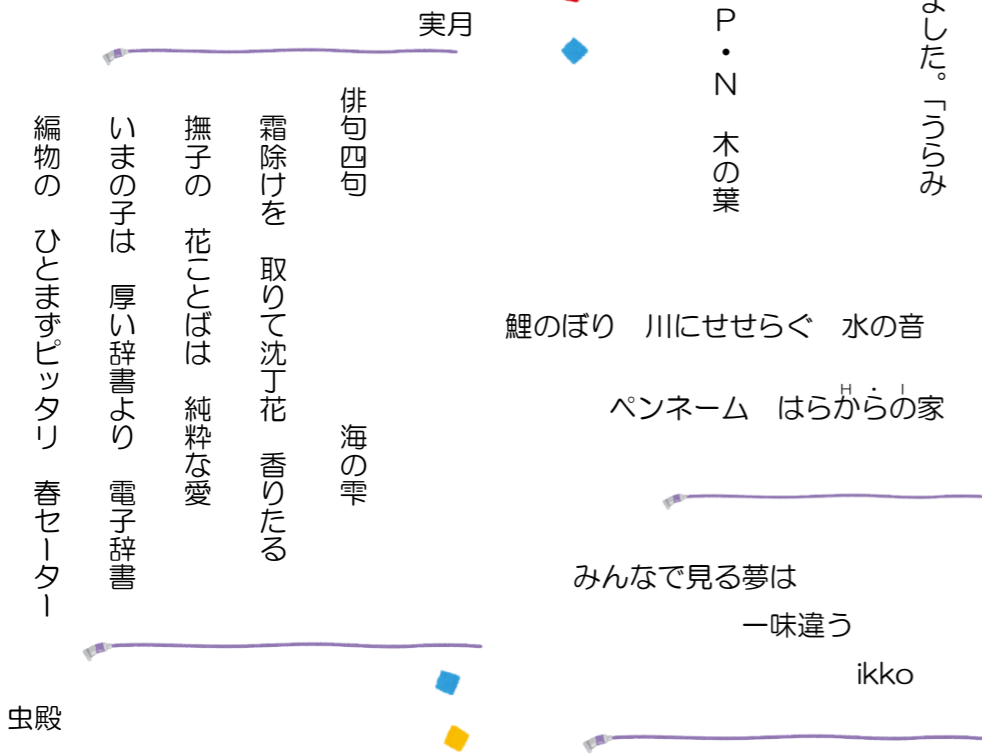 ました。「うらみ
P・N 木の葉
鯉のぼり 川にせせらぐ 水の音
ペンネーム はらからの家
H・I
みんなで見る夢は
一味違う
ikko
実月
俳句四句 海の雫
霜除けを 取りて沈丁花 香りたる
撫子の 花ことばは 純粋な愛
いまの子は 厚い辞書より 電子辞書
編物の ひとまずピッタリ 春セーター
虫殿